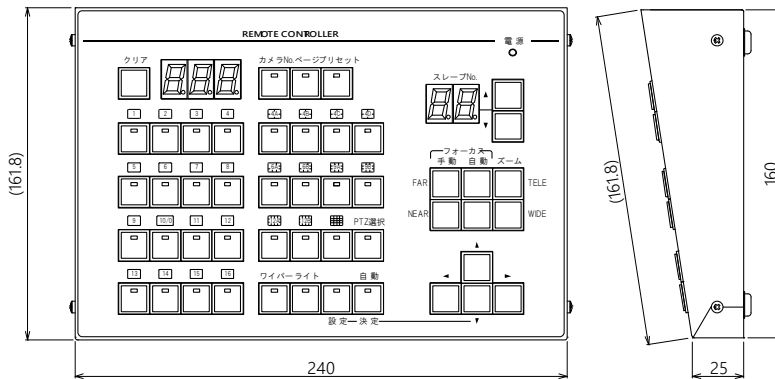 REMOTE CONTROLLER
電源
クリア
カメラNo.ページプリセット
スレーブNo.
1 2 3 4
5 6 7 8
フォーカス
手動 自動 ズーム
FAR TELE
NEAR WIDE
9 10/0 11 12
PTZ選択
13 14 15 16
ワイパー ライト 自動
設定 決定
(161.8)
240
(161.8)
160
25